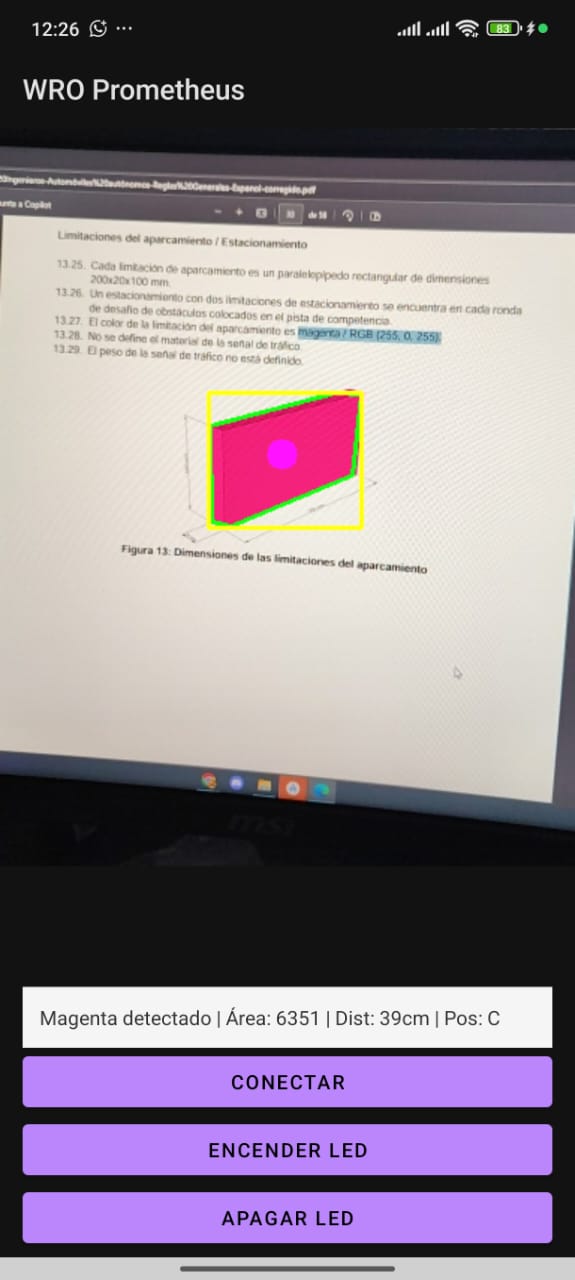 12:26
83
WRO Prometheus
Ingenieros-Automóviles%20autónomos-Reglas%20Generales-Espanol-corregido.pdf
unta a Copilot
de 58
Limitaciones del aparcamiento / Estacionamiento
13.25. Cada limitación de aparcamiento es un paralelepípedo rectangular de dimensiones
200x20x100 mm.
13.26. Un estacionamiento con dos limitaciones de estacionamiento se encuentra en cada ronda
de desafío de obstáculos colocados en el pista de competencia.
13.27. El color de la limitación del aparcamiento es magenta / RGB (255, 0, 255).
13.28. No se define el material de la señal de tráfico.
13.29. El peso de la señal de tráfico no está definido.
Figura 13: Dimensiones de las limitaciones del aparcamiento
msi
Magenta detectado | Área: 6351 | Dist: 39cm | Pos: C
CONECTAR
ENCENDER LED
APAGAR LED